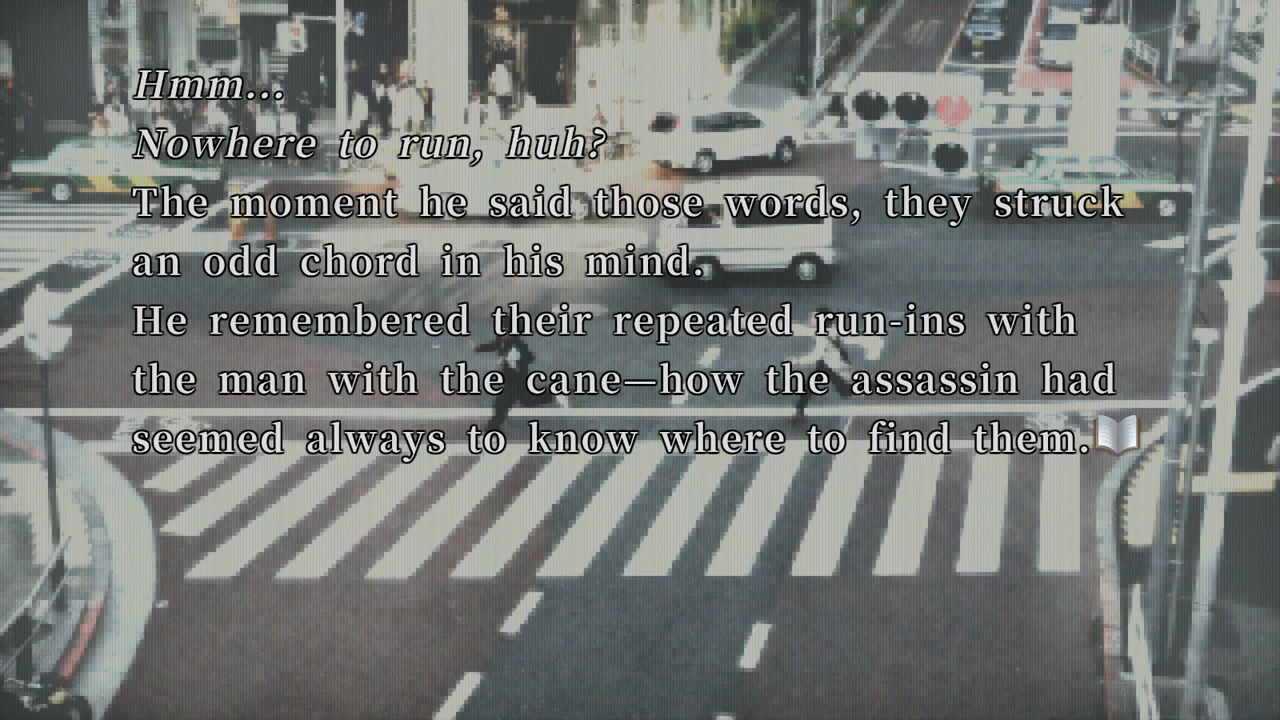 Hmm...
Nowhere to run, huh?
The moment he said those words, they struck
an odd chord in his mind.
He remembered their repeated run-ins with
the man with the cane—how the assassin had
seemed always to know where to find them.